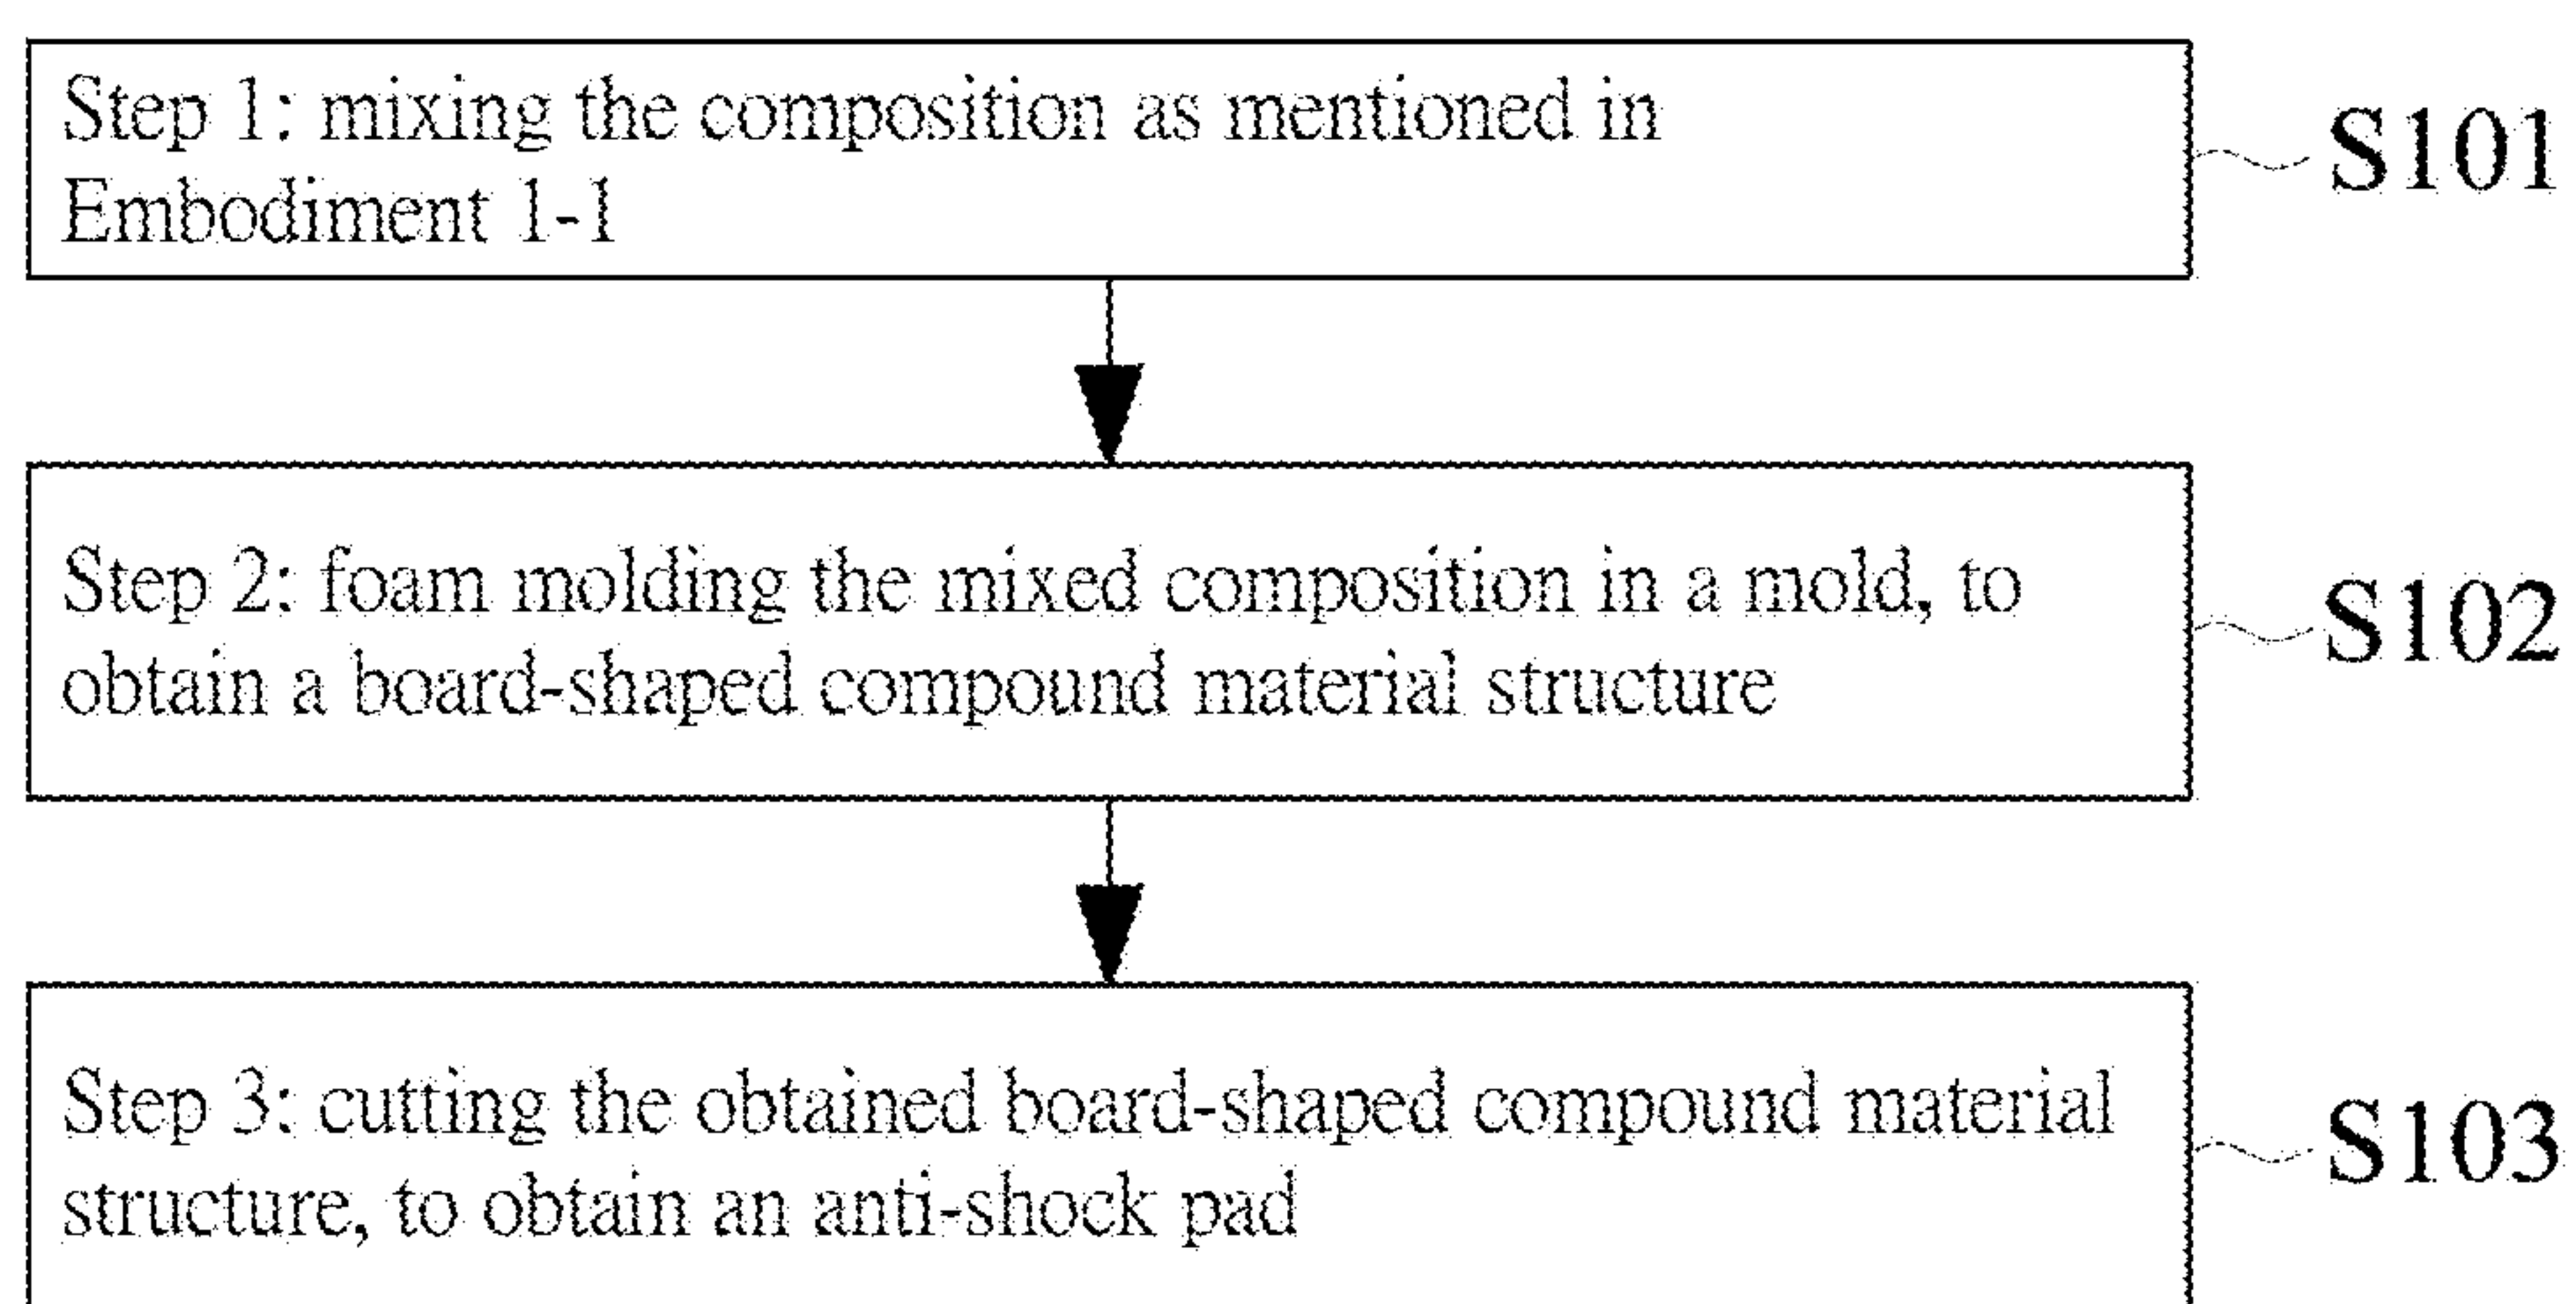 Step 1: mixing the composition as mentioned in
Embodiment 1-1
S101
Step 2: foam molding the mixed composition in a mold, to
obtain a board-shaped compound material structure
S102
Step 3: cutting the obtained board-shaped compound material
structure, to obtain an anti-shock pad
S103